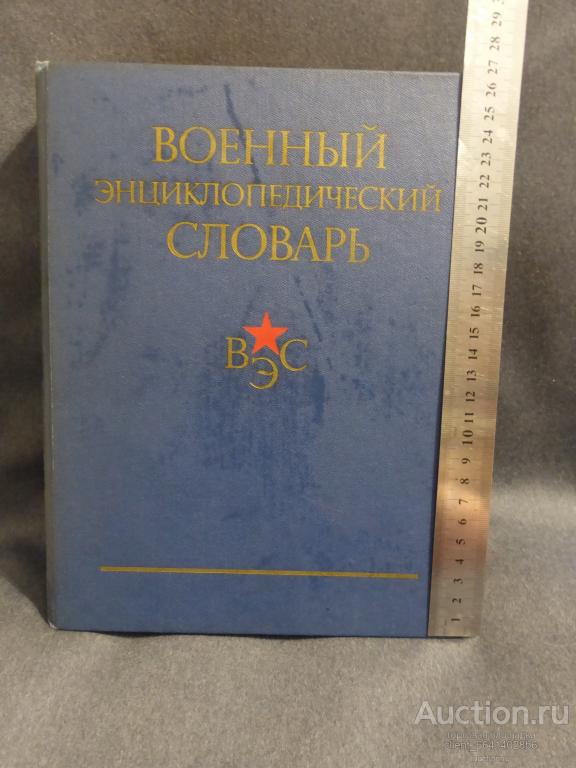 ВОЕННЫЙ
ЭНЦИКЛОПЕДИЧЕСКИЙ
СЛОВАРЬ
ВЭС
1 2 3 4 5 6 7 8 9 10 11 12 13 14 15 16 17 18 19 20 21 22 23 24 25 26 27 28 29
Auction.ru